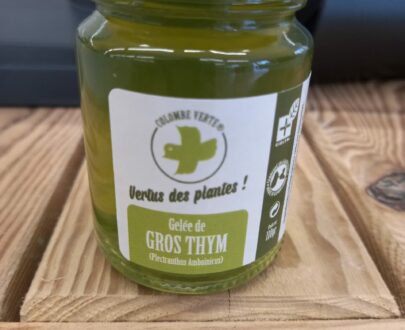 COLOMBE VERTE®
Vertus des plantes !
Gelée de
GROS THYM
(Plectranthus Amboinicus)